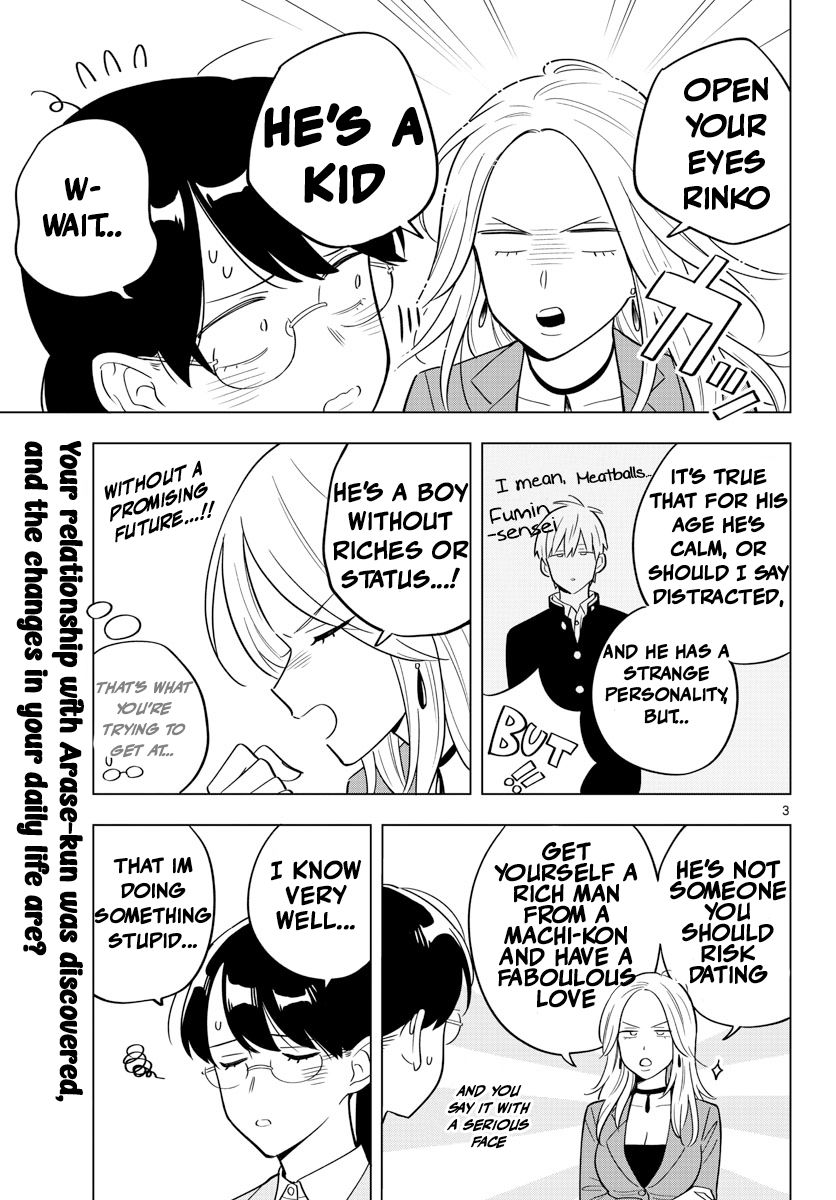 OPEN
YOUR
EYES
RINKO
HE'S A
KID
W-
WAIT...
カッ
IT'S TRUE
THAT FOR HIS
AGE HE'S
CALM, OR
SHOULD I SAY
DISTRACTED,
AND HE HAS A
STRANGE
PERSONALITY,
BUT...
I mean, Meatballs...
Fumin
-sensei
BUT
!!!
HE'S A BOY
WITHOUT
RICHES OR
STATUS...!
WITHOUT A
PROMISING
FUTURE...!!
THAT'S WHAT
YOU'RE
TRYING TO
GET AT...
3
HE'S NOT
SOMEONE
YOU
SHOULD
RISK
DATING
GET
YOURSELF A
RICH MAN
FROM A
MACHI-KON
AND HAVE A
FABOULOUS
LOVE
AND YOU
SAY IT WITH
A SERIOUS
FACE
I KNOW
VERY
WELL...
THAT IM
DOING
SOMETHING
STUPID...
Your relationship with Arase-kun was discovered,
and the changes in your daily life are?